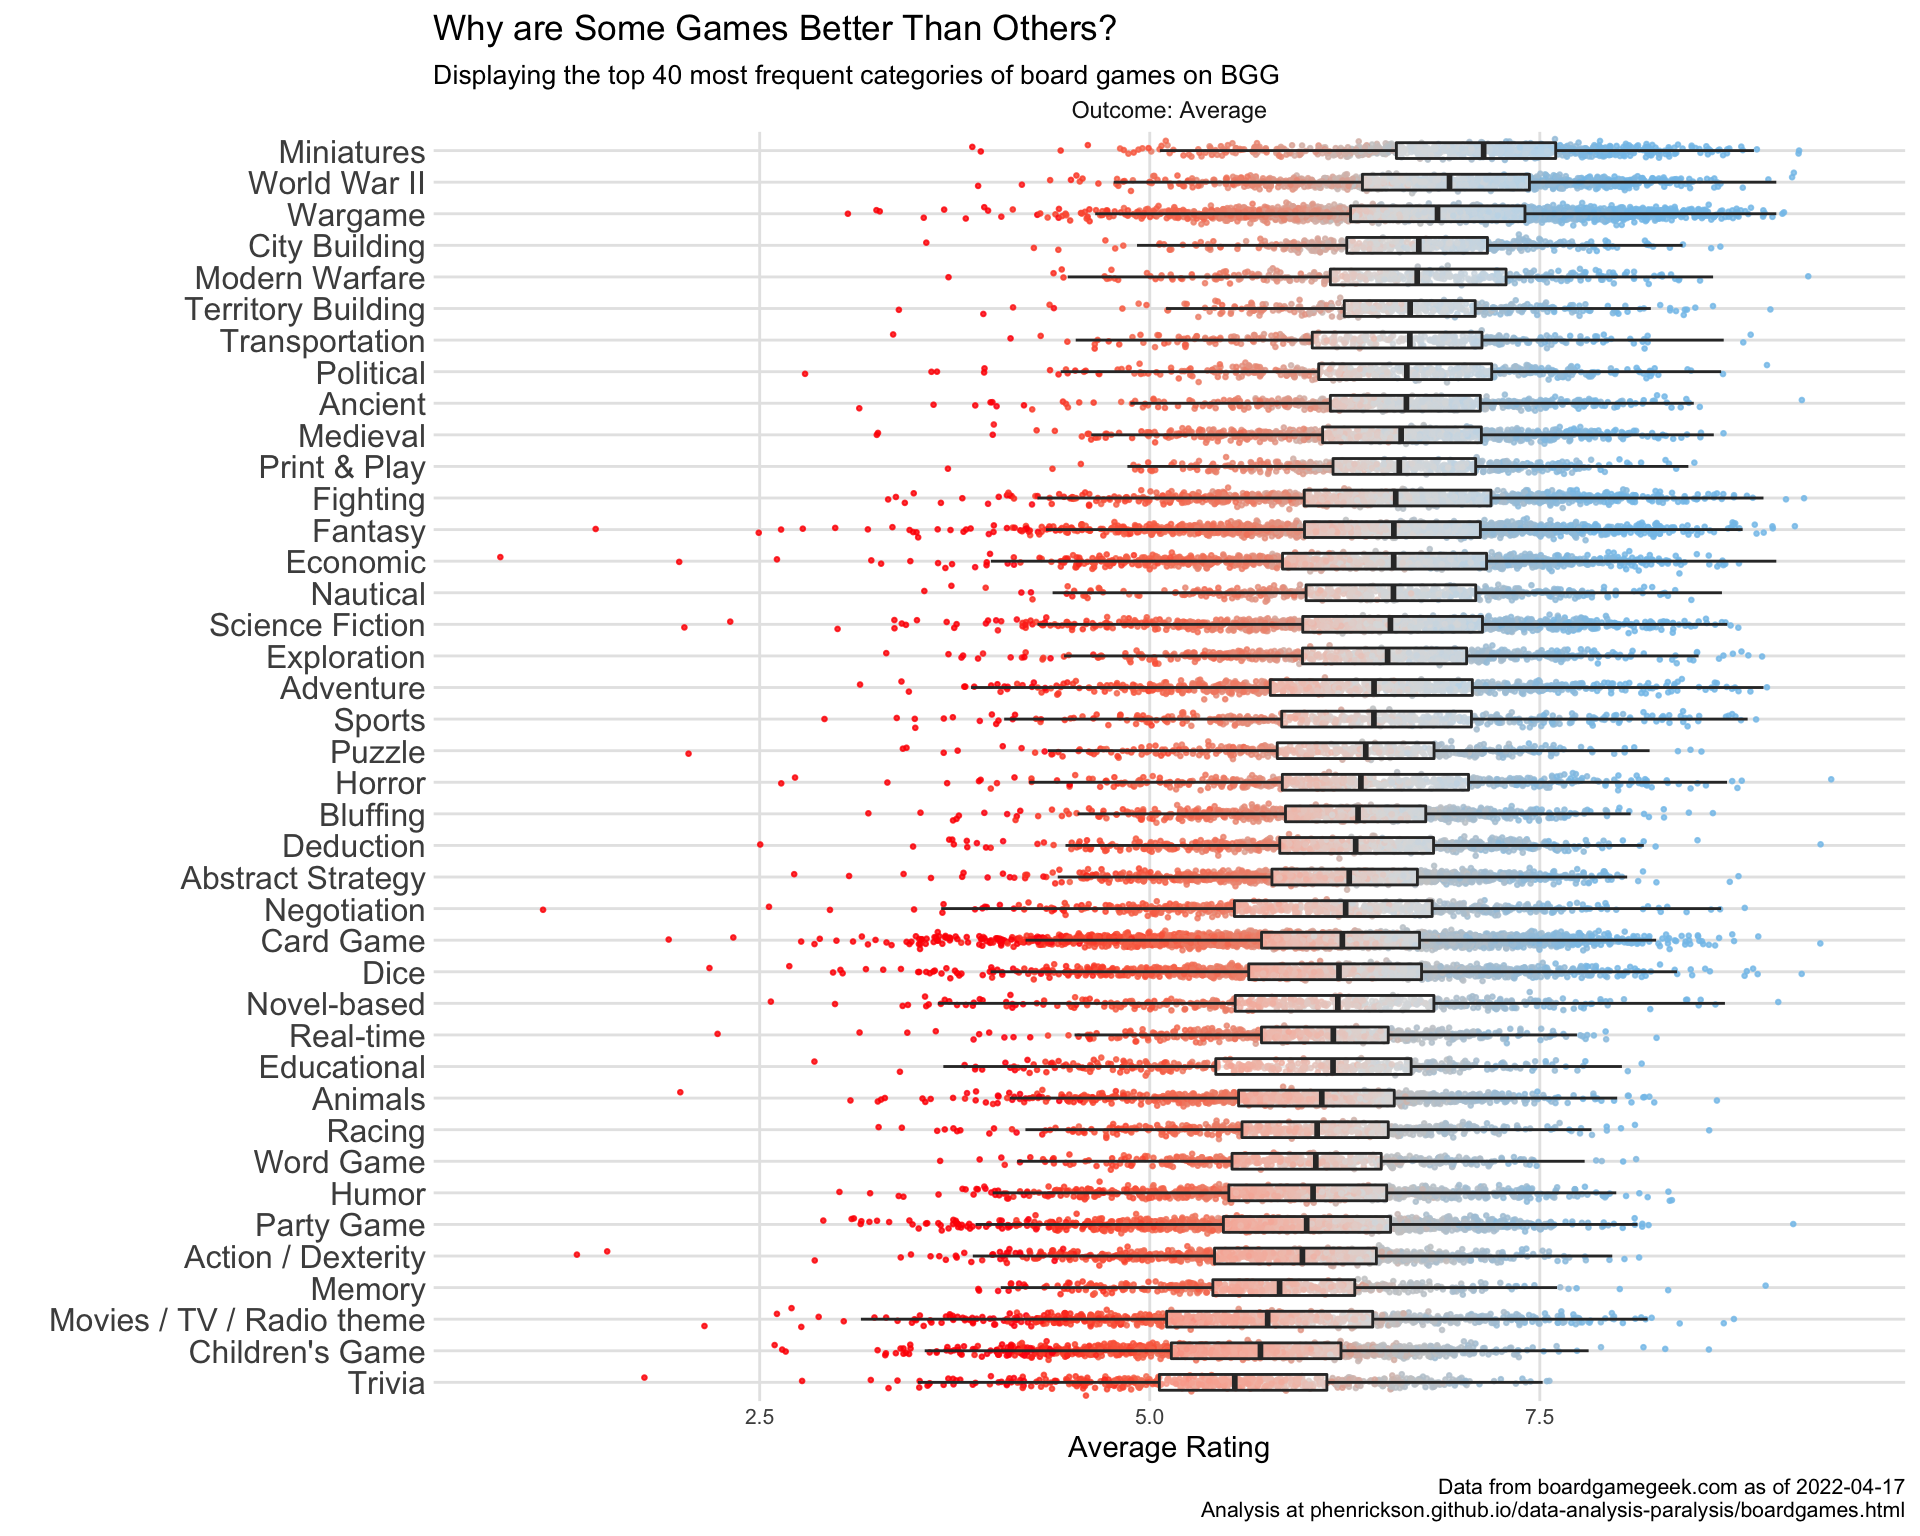 Why are Some Games Better Than Others?
Displaying the top 40 most frequent categories of board games on BGG
Outcome: Average
Miniatures
World War II
Wargame
City Building
Modern Warfare
Territory Building
Transportation
Political
Ancient
Medieval
Print & Play
Fighting
Fantasy
Economic
Nautical
Science Fiction
Exploration
Adventure
Sports
Puzzle
Horror
Bluffing
Deduction
Abstract Strategy
Negotiation
Card Game
Dice
Novel-based
Real-time
Educational
Animals
Racing
Word Game
Humor
Party Game
Action / Dexterity
Memory
Movies / TV / Radio theme
Children's Game
Trivia
2.5 5.0 7.5
Average Rating
Data from boardgamegeek.com as of 2022-04-17
Analysis at phenrickson.github.io/data-analysis-paralysis/boardgames.html